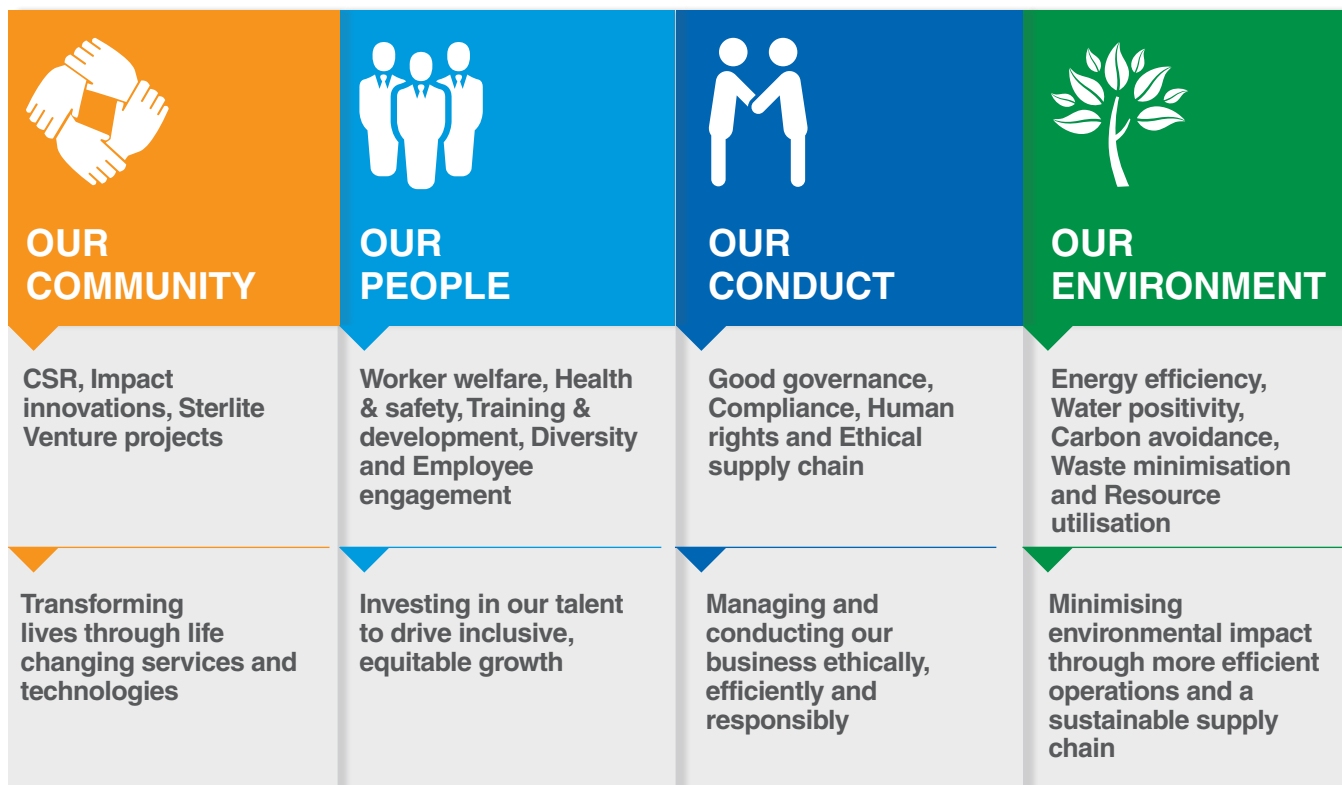 OUR
COMMUNITY
CSR, Impact
innovations, Sterlite
Venture projects
Transforming
lives through life
changing services and
technologies
OUR
PEOPLE
Worker welfare, Health
& safety, Training &
development, Diversity
and Employee
engagement
Investing in our talent
to drive inclusive,
equitable growth
OUR
CONDUCT
Good governance,
Compliance, Human
rights and Ethical
supply chain
Managing and
conducting our
business ethically,
efficiently and
responsibly
OUR
ENVIRONMENT
Energy efficiency,
Water positivity,
Carbon avoidance,
Waste minimisation
and Resource
utilisation
Minimising
environmental impact
through more efficient
operations and a
sustainable supply
chain